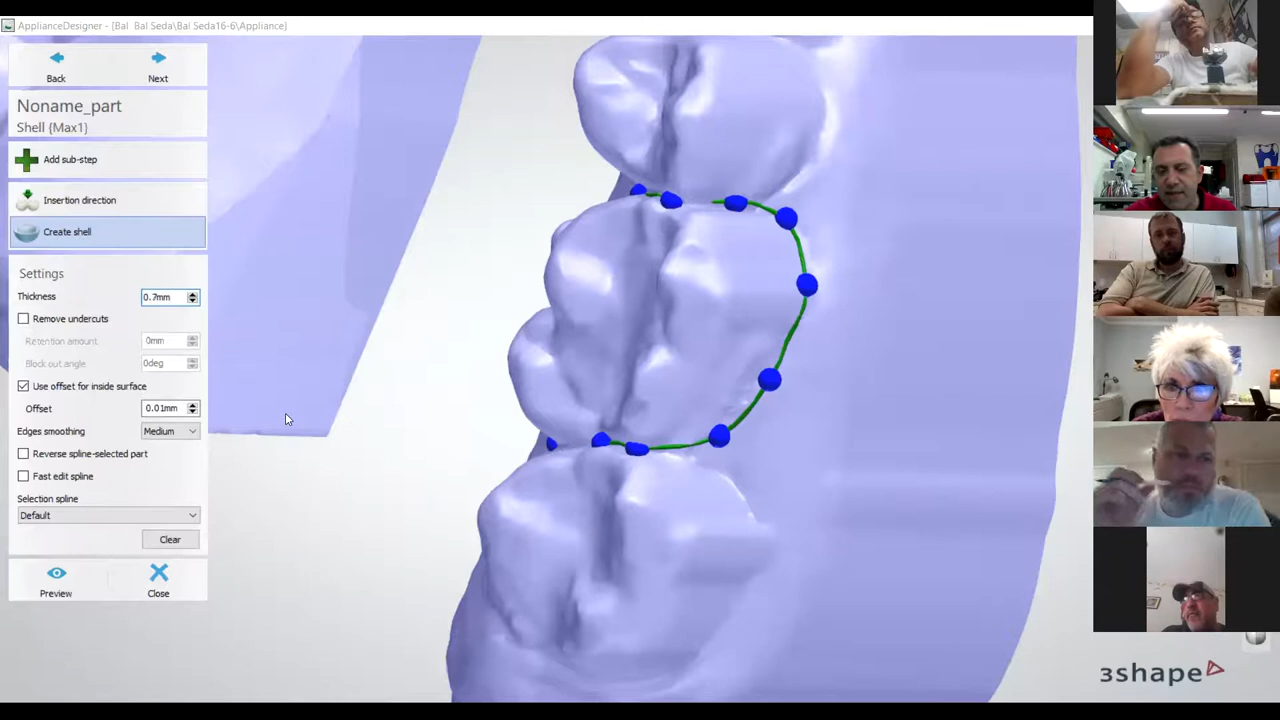 ApplianceDesigner - [Bal Bal Seda\Bal Seda16-6\Appliance]
Back
Next
Noname_part
Shell {Max1}
Add sub-step
Insertion direction
Create shell
Settings
Thickness 0.7mm
Remove undercuts
Retention amount 0mm
Block out angle 0deg
Use offset for inside surface
Offset 0.01mm
Edges smoothing Medium
Reverse spline-selected part
Fast edit spline
Selection spline
Default
Clear
Preview
Close
3shape